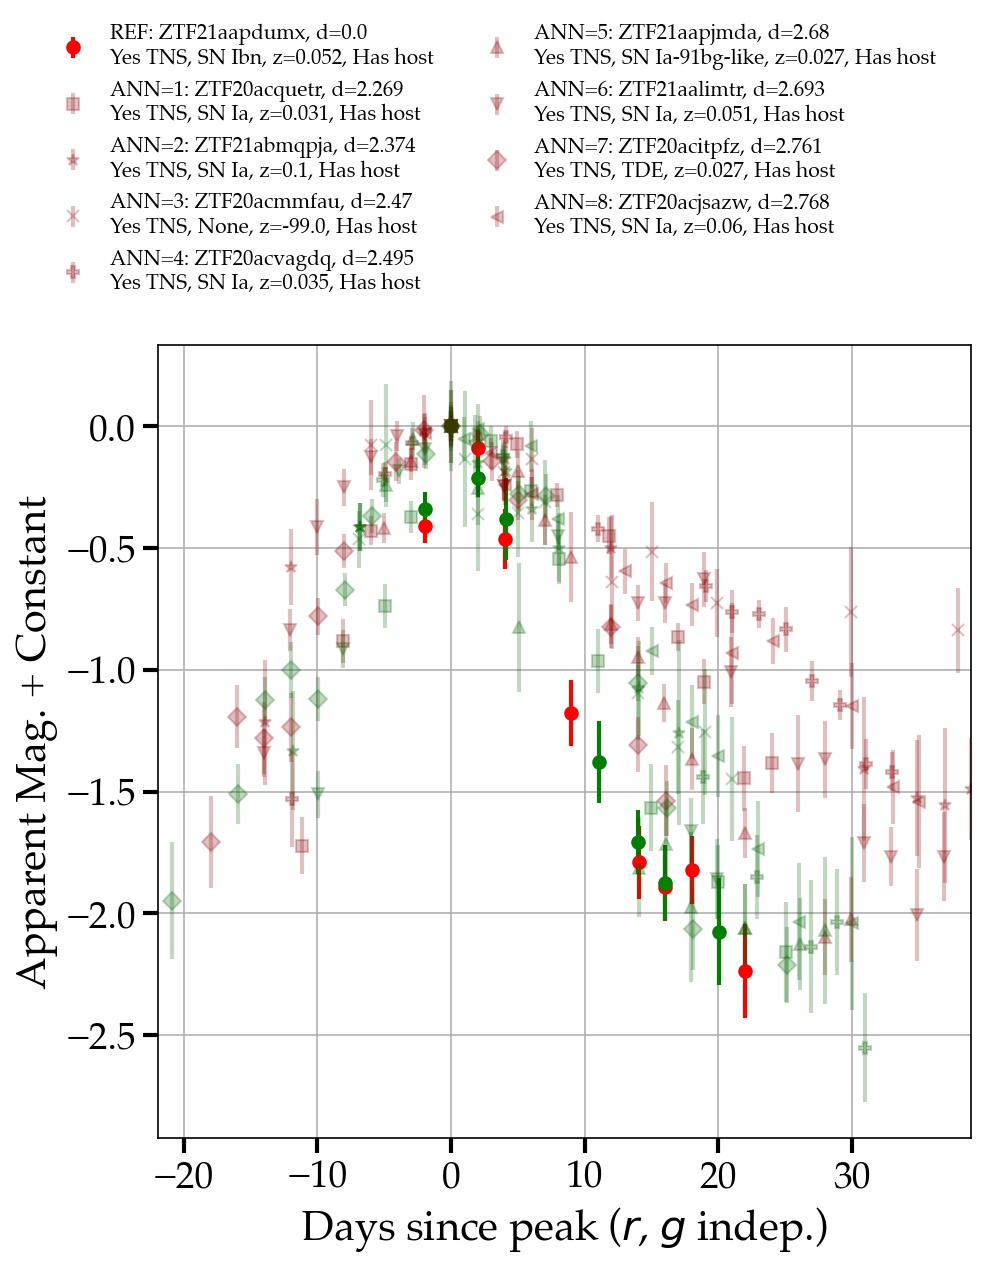 REF: ZTF21aapdumx, d=0.0
Yes TNS, SN Ibn, z=0.052, Has host
ANN=1: ZTF20acquetr, d=2.269
Yes TNS, SN Ia, z=0.031, Has host
ANN=2: ZTF21abmqpja, d=2.374
Yes TNS, SN Ia, z=0.1, Has host
ANN=3: ZTF20acmmfau, d=2.47
Yes TNS, None, z=-99.0, Has host
ANN=4: ZTF20acvagdq, d=2.495
Yes TNS, SN Ia, z=0.035, Has host
ANN=5: ZTF21aapjmda, d=2.68
Yes TNS, SN Ia-91bg-like, z=0.027, Has host
ANN=6: ZTF21aalimtr, d=2.693
Yes TNS, SN Ia, z=0.051, Has host
ANN=7: ZTF20acitpfz, d=2.761
Yes TNS, TDE, z=0.027, Has host
ANN=8: ZTF20acjsazw, d=2.768
Yes TNS, SN Ia, z=0.06, Has host
Apparent Mag. + Constant
0.0
−0.5
−1.0
−1.5
−2.0
−2.5
−20
−10
0
10
20
30
Days since peak (r, g indep.)